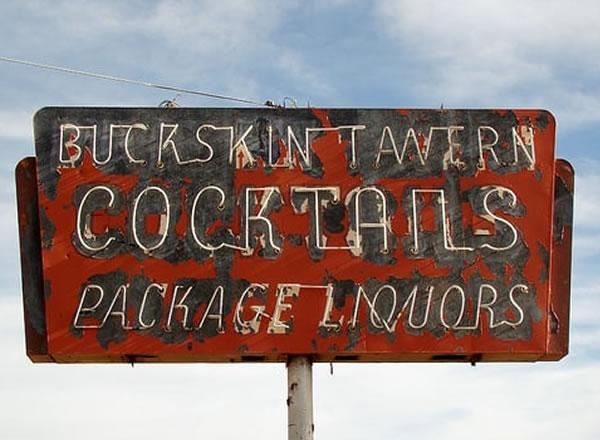 BUCKSKIN TAVERN
COCKTAILS
PACKAGE LIQUORS